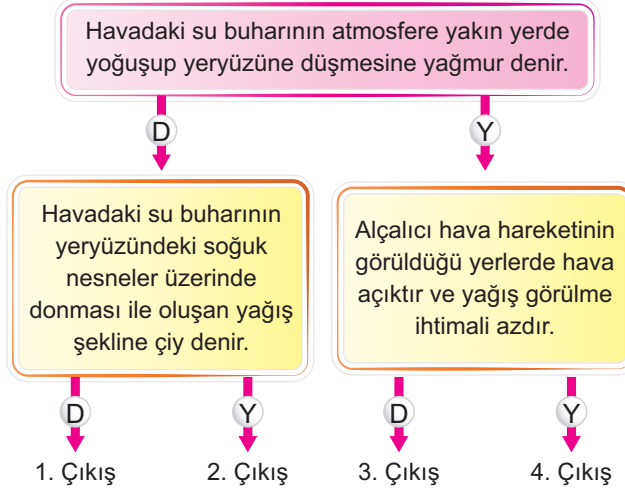 Havadaki su buharının atmosfere yakın yerde
yoğuşup yeryüzüne düşmesine yağmur denir.
D
Y
Havadaki su buharının
yeryüzündeki soğuk
nesneler üzerinde
donması ile oluşan yağış
şekline çiy denir.
Alçalıcı hava hareketinin
görüldüğü yerlerde hava
açıktır ve yağış görülme
ihtimali azdır.
D
Y
D
Y
1. Çıkış
2. Çıkış
3. Çıkış
4. Çıkış